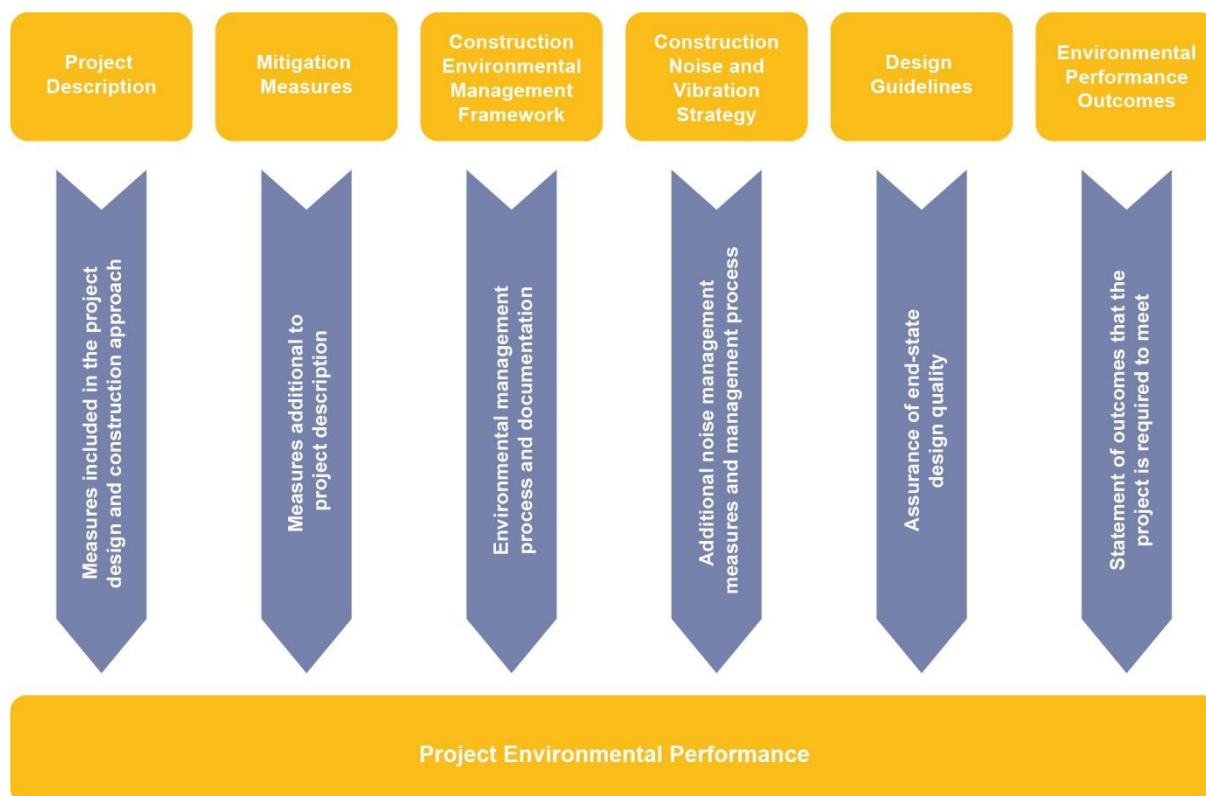 Project
Description
Mitigation
Measures
Construction
Environmental
Management
Framework
Construction
Noise and
Vibration
Strategy
Design
Guidelines
Environmental
Performance
Outcomes
Measures included in the project
design and construction approach
Measures additional to
project description
Environmental management
process and documentation
Additional noise management
measures and management process
Assurance of end-state
design quality
Statement of outcomes that the
project is required to meet
Project Environmental Performance